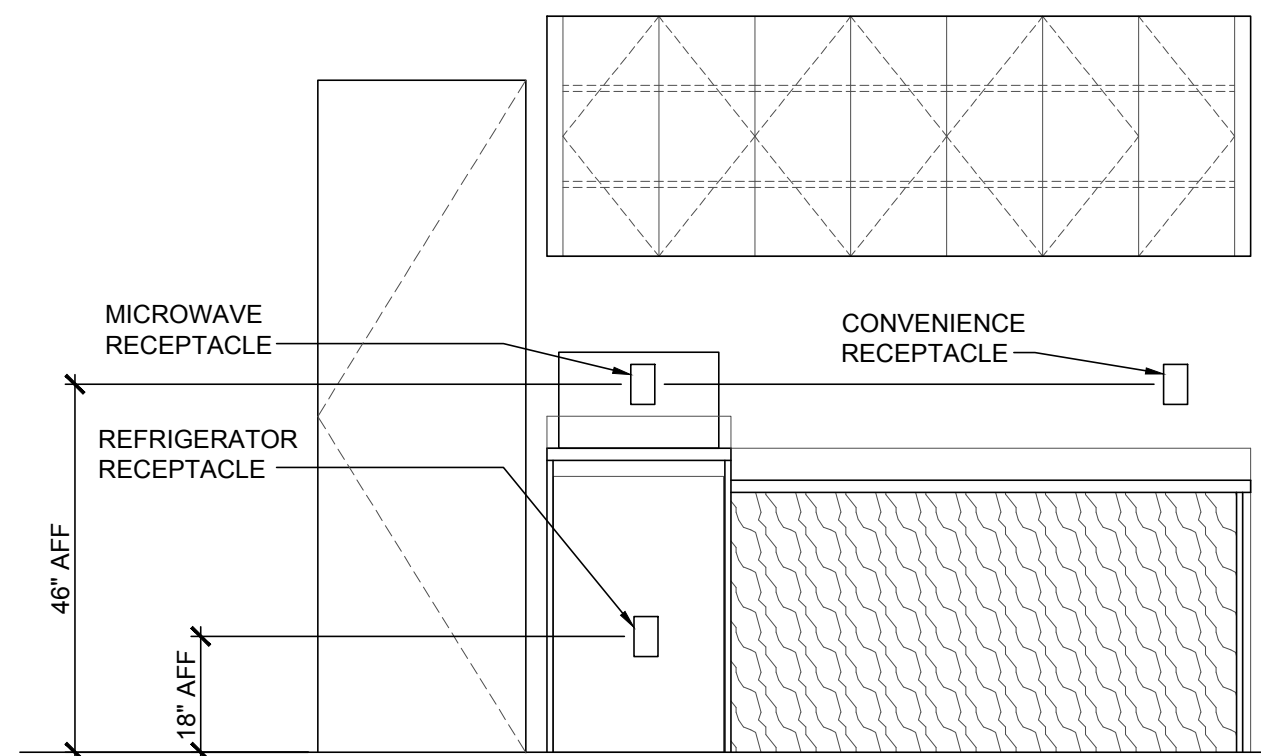 MICROWAVE
RECEPTACLE
CONVENIENCE
RECEPTACLE
REFRIGERATOR
RECEPTACLE
46" AFF
18" AFF